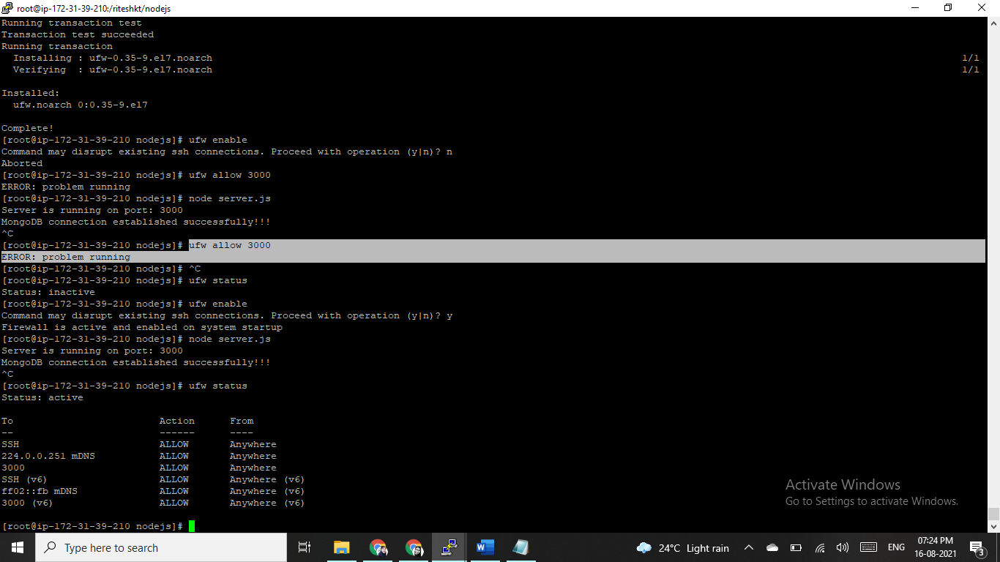 root@ip-172-31-39-210:/riteshkt/nodejs
Running transaction test
Transaction test succeeded
Running transaction
  Installing : ufw-0.35-9.el7.noarch 1/1
  Verifying  : ufw-0.35-9.el7.noarch 1/1
Installed:
  ufw.noarch 0:0.35-9.el7
Complete!
[root@ip-172-31-39-210 nodejs]# ufw enable
Command may disrupt existing ssh connections. Proceed with operation (y|n)? n
Aborted
[root@ip-172-31-39-210 nodejs]# ufw allow 3000
ERROR: problem running
[root@ip-172-31-39-210 nodejs]# node server.js
Server is running on port: 3000
MongoDB connection established successfully!!!
^C
[root@ip-172-31-39-210 nodejs]# ufw allow 3000
ERROR: problem running
[root@ip-172-31-39-210 nodejs]# ^C
[root@ip-172-31-39-210 nodejs]# ufw status
Status: inactive
[root@ip-172-31-39-210 nodejs]# ufw enable
Command may disrupt existing ssh connections. Proceed with operation (y|n)? y
Firewall is active and enabled on system startup
[root@ip-172-31-39-210 nodejs]# node server.js
Server is running on port: 3000
MongoDB connection established successfully!!!
^C
[root@ip-172-31-39-210 nodejs]# ufw status
Status: active
To                         Action      From
--                         ------      ----
SSH                        ALLOW       Anywhere
224.0.0.251 mDNS           ALLOW       Anywhere
3000                       ALLOW       Anywhere
SSH (v6)                   ALLOW       Anywhere (v6)
ff02::fb mDNS              ALLOW       Anywhere (v6)
3000 (v6)                  ALLOW       Anywhere (v6)
[root@ip-172-31-39-210 nodejs]#
Activate Windows
Go to Settings to activate Windows.
Type here to search
24°C Light rain
ENG
07:24 PM
16-08-2021
3